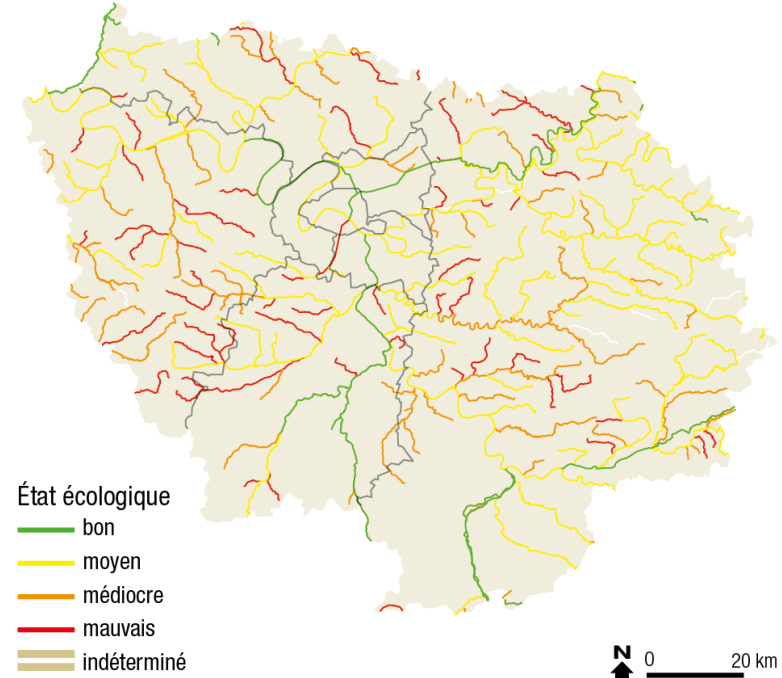 État écologique
bon
moyen
médiocre
mauvais
indéterminé
N
0 20 km